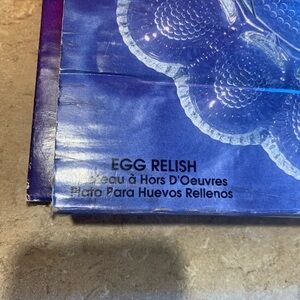 EGG RELISH
à Hors D'Oeuvres
Plato Para Huevos Rellenos